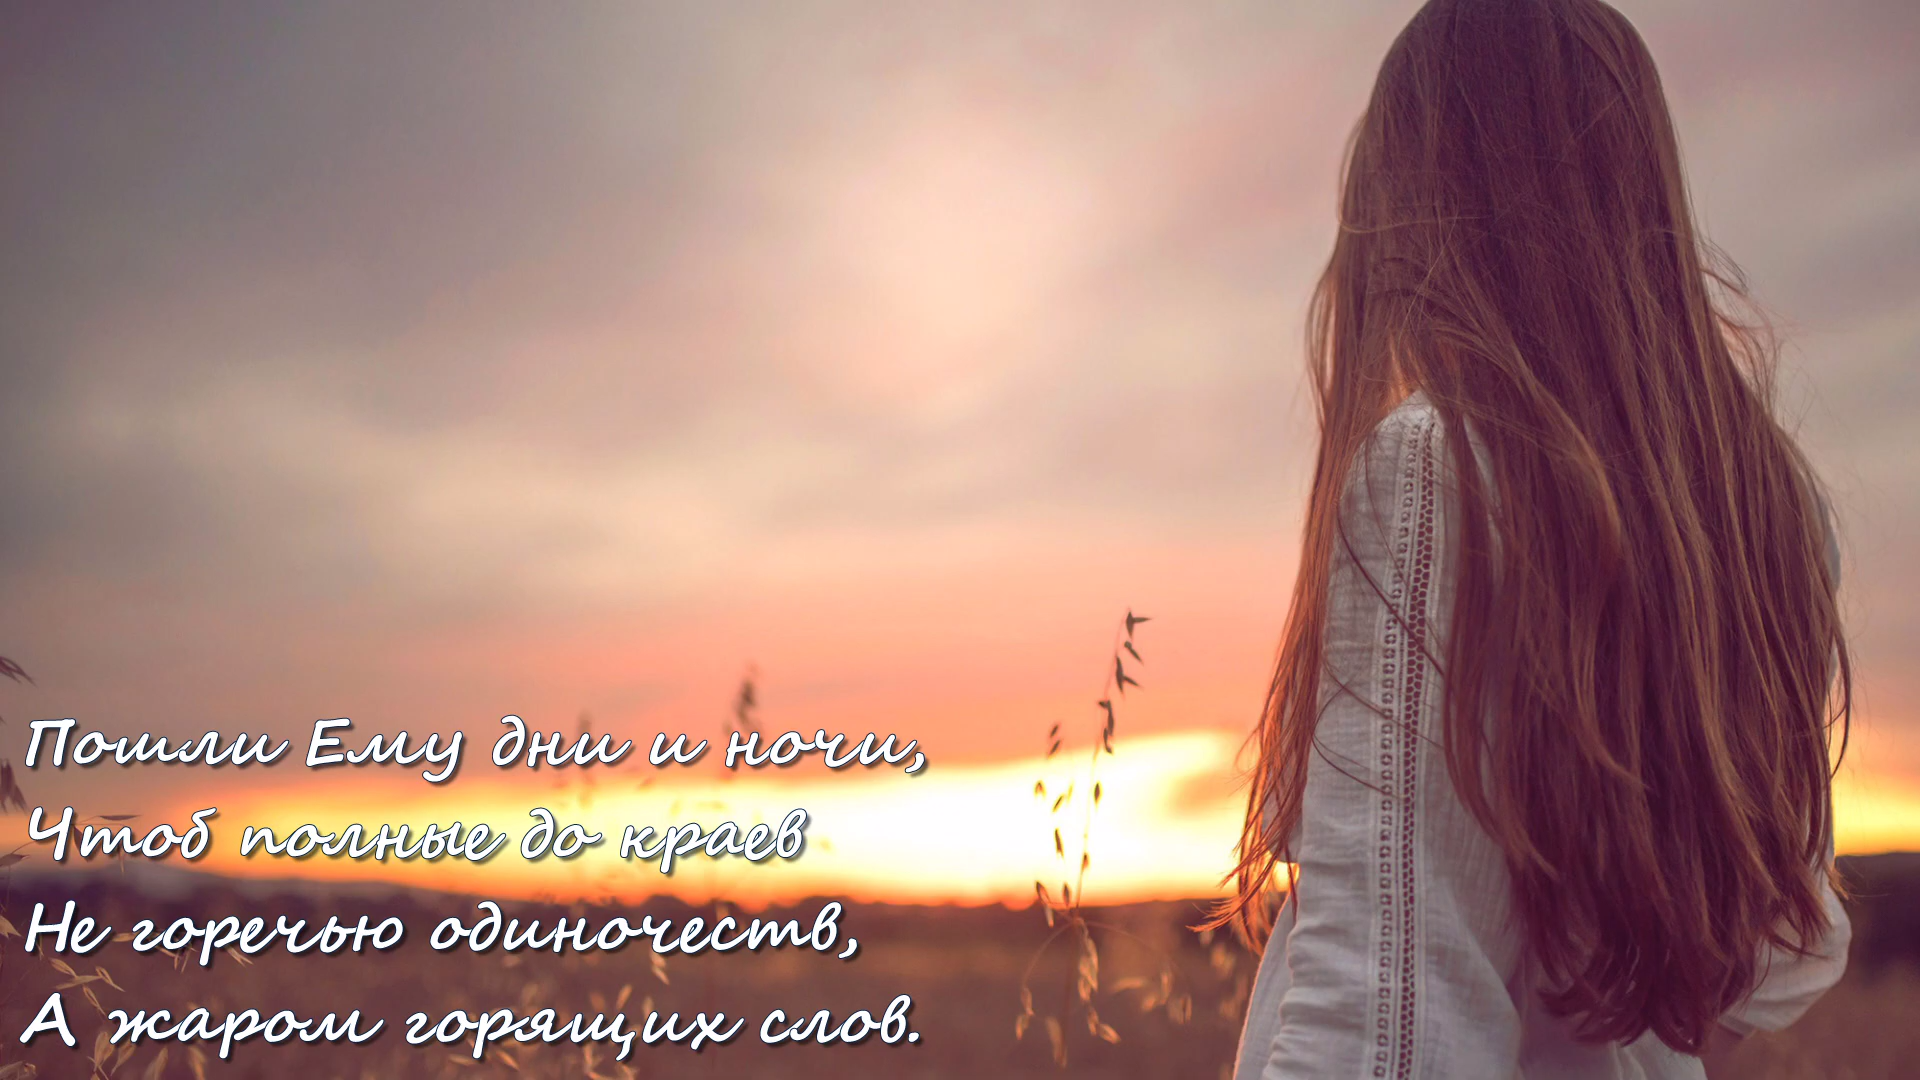 Пошли Ему дни и ночи,
Чтоб полные до краев
Не горечью одиночеств,
А жаром горящих слов.